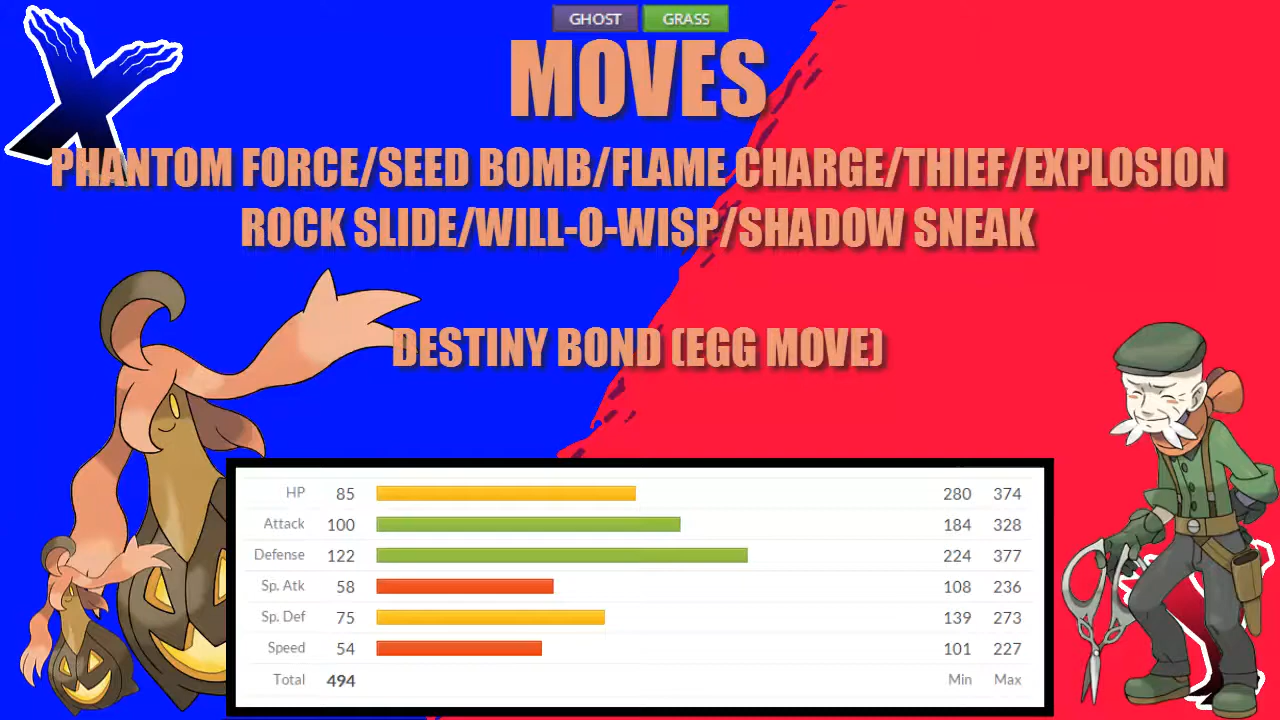 GHOST GRASS
MOVES
PHANTOM FORCE/SEED BOMB/FLAME CHARGE/THIEF/EXPLOSION
ROCK SLIDE/WILL-O-WISP/SHADOW SNEAK
DESTINY BOND (EGG MOVE)
HP 85 280 374
Attack 100 184 328
Defense 122 224 377
Sp. Atk 58 108 236
Sp. Def 75 139 273
Speed 54 101 227
Total 494 Min Max